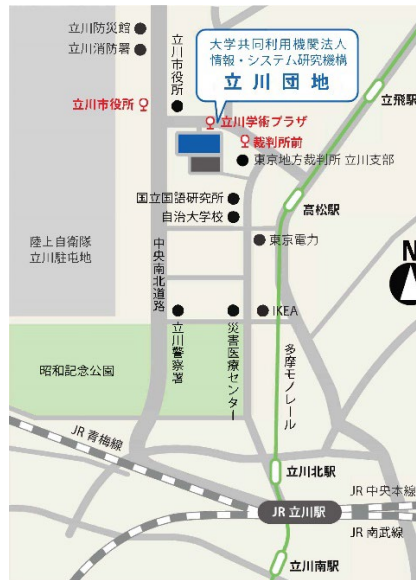 立川防災館
立川消防署
立川市役所
大学共同利用機関法人
情報・システム研究機構
立川団地
立飛駅
立川市役所
立川学術プラザ
裁判所前
東京地方裁判所 立川支部
国立国語研究所
自治大学校
高松駅
陸上自衛隊
立川駐屯地
中央南北道路
東京電力
N
IKEA
立川警察署
災害医療センター
多摩モノレール
昭和記念公園
JR 青梅線
立川北駅
JR 中央本線
JR 立川駅
JR 南武線
立川南駅